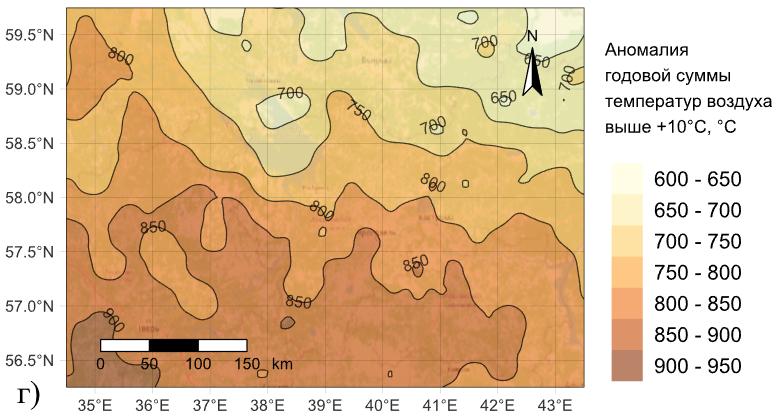 59.5°N
59.0°N
58.5°N
58.0°N
57.5°N
57.0°N
56.5°N
35°E 36°E 37°E 38°E 39°E 40°E 41°E 42°E 43°E
800
700
650
N
700
700
650
750
700
800
800
850
850
850
900
0 50 100 150 km
г)
Аномалия
годовой суммы
температур воздуха
выше +10°C, °C
600 - 650
650 - 700
700 - 750
750 - 800
800 - 850
850 - 900
900 - 950